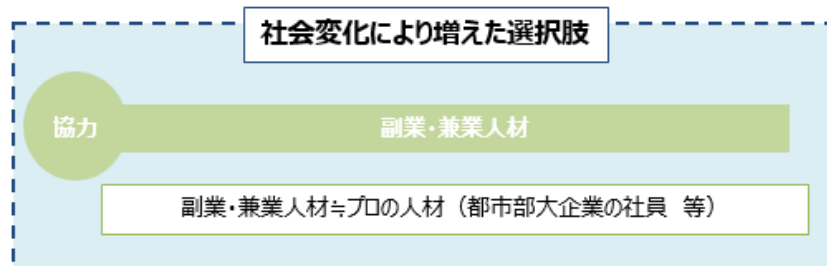 社会変化により増えた選択肢
協力
副業・兼業人材
副業・兼業人材≒プロの人材（都市部大企業の社員　等）